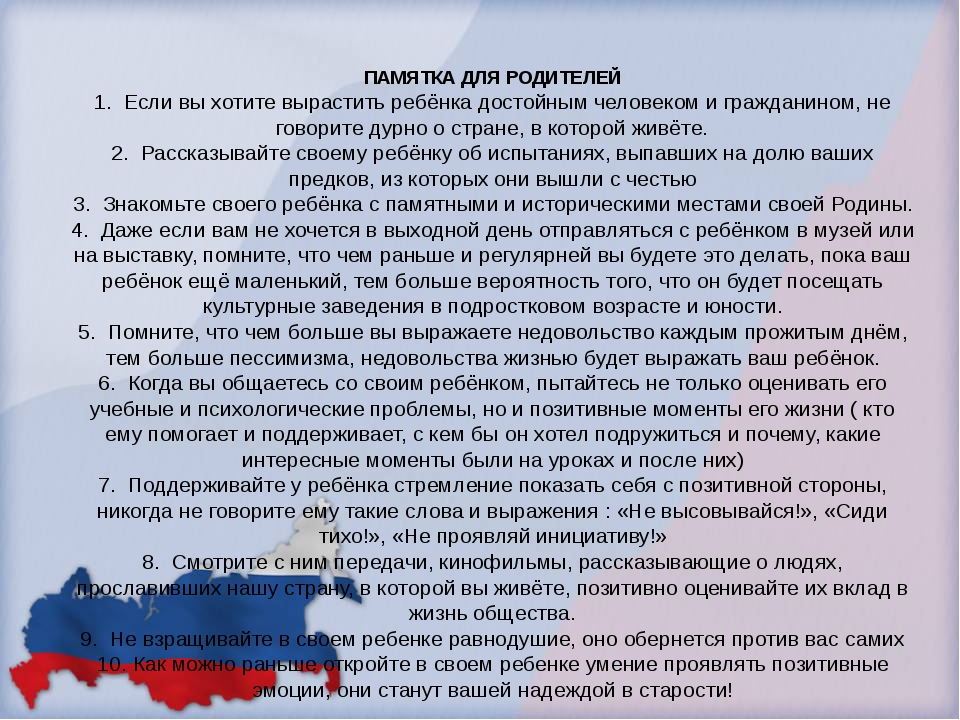 ПАМЯТКА ДЛЯ РОДИТЕЛЕЙ
1. Если вы хотите вырастить ребёнка достойным человеком и гражданином, не
говорите дурно о стране, в которой живёте.
2. Рассказывайте своему ребёнку об испытаниях, выпавших на долю ваших
предков, из которых они вышли с честью
3. Знакомьте своего ребёнка с памятными и историческими местами своей Родины.
4. Даже если вам не хочется в выходной день отправляться с ребёнком в музей или
на выставку, помните, что чем раньше и регулярней вы будете это делать, пока ваш
ребёнок ещё маленький, тем больше вероятность того, что он будет посещать
культурные заведения в подростковом возрасте и юности.
5. Помните, что чем больше вы выражаете недовольство каждым прожитым днём,
тем больше пессимизма, недовольства жизнью будет выражать ваш ребёнок.
6. Когда вы общаетесь со своим ребёнком, пытайтесь не только оценивать его
учебные и психологические проблемы, но и позитивные моменты его жизни ( кто
ему помогает и поддерживает, с кем бы он хотел подружиться и почему, какие
интересные моменты были на уроках и после них)
7. Поддерживайте у ребёнка стремление показать себя с позитивной стороны,
никогда не говорите ему такие слова и выражения : «Не высовывайся!», «Сиди
тихо!», «Не проявляй инициативу!»
8. Смотрите с ним передачи, кинофильмы, рассказывающие о людях,
прославивших нашу страну, в которой вы живёте, позитивно оценивайте их вклад в
жизнь общества.
9. Не взращивайте в своем ребенке равнодушие, оно обернется против вас самих
10. Как можно раньше откройте в своем ребенке умение проявлять позитивные
эмоции, они станут вашей надеждой в старости!